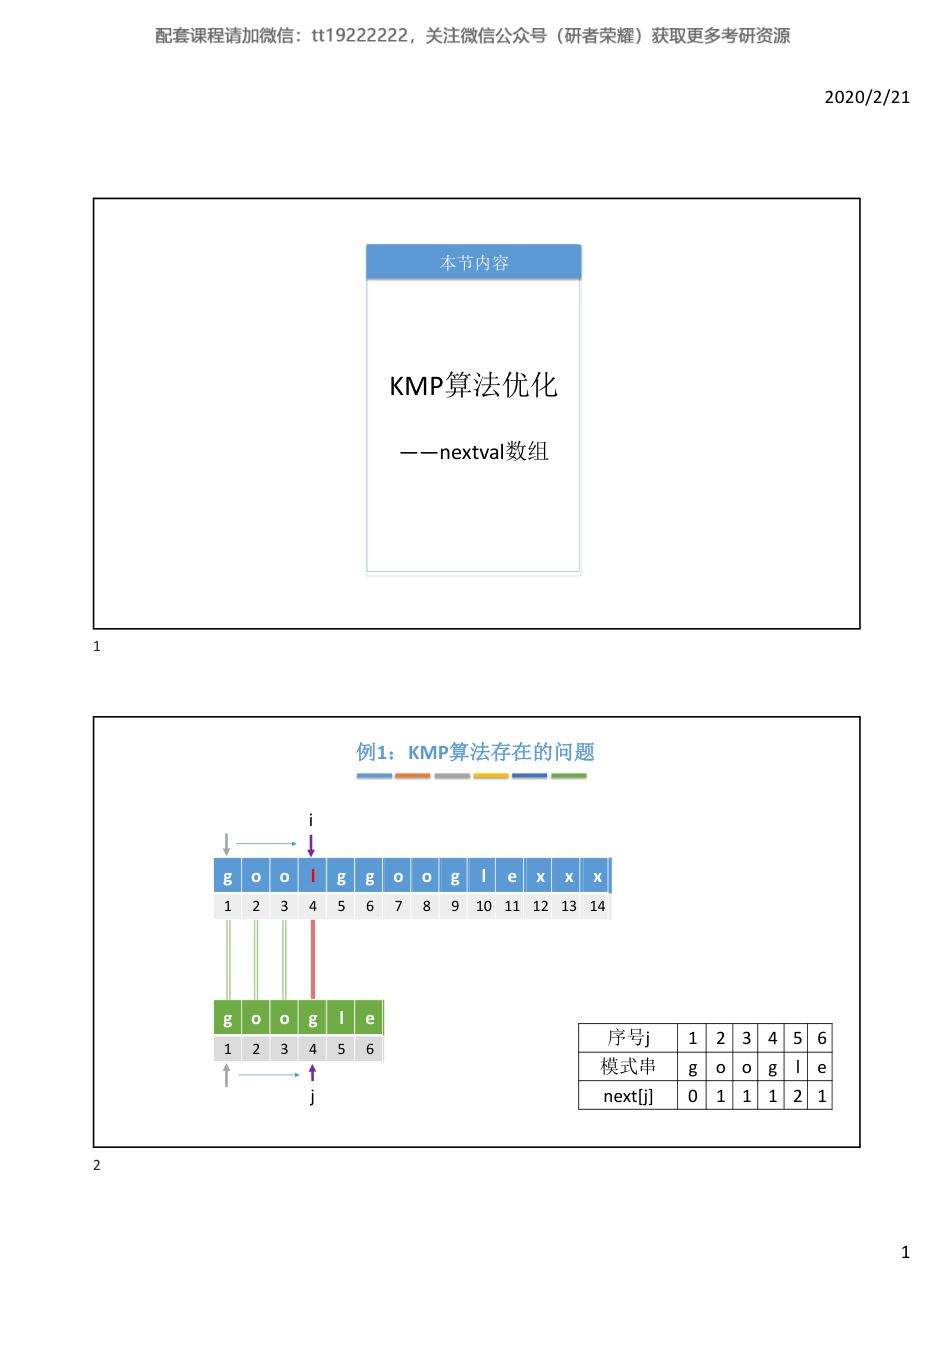 配套课程请加微信：tt19222222，关注微信公众号（研者荣耀）获取更多考研资源
2020/2/21
本节内容
KMP算法优化
——nextval数组
1
例1：KMP算法存在的问题
i
g o o l g g o o g l e x x x
1 2 3 4 5 6 7 8 9 10 11 12 13 14
g o o g l e
1 2 3 4 5 6
j
序号j 1 2 3 4 5 6
模式串 g o o g l e
next[j] 0 1 1 1 2 1
2
1